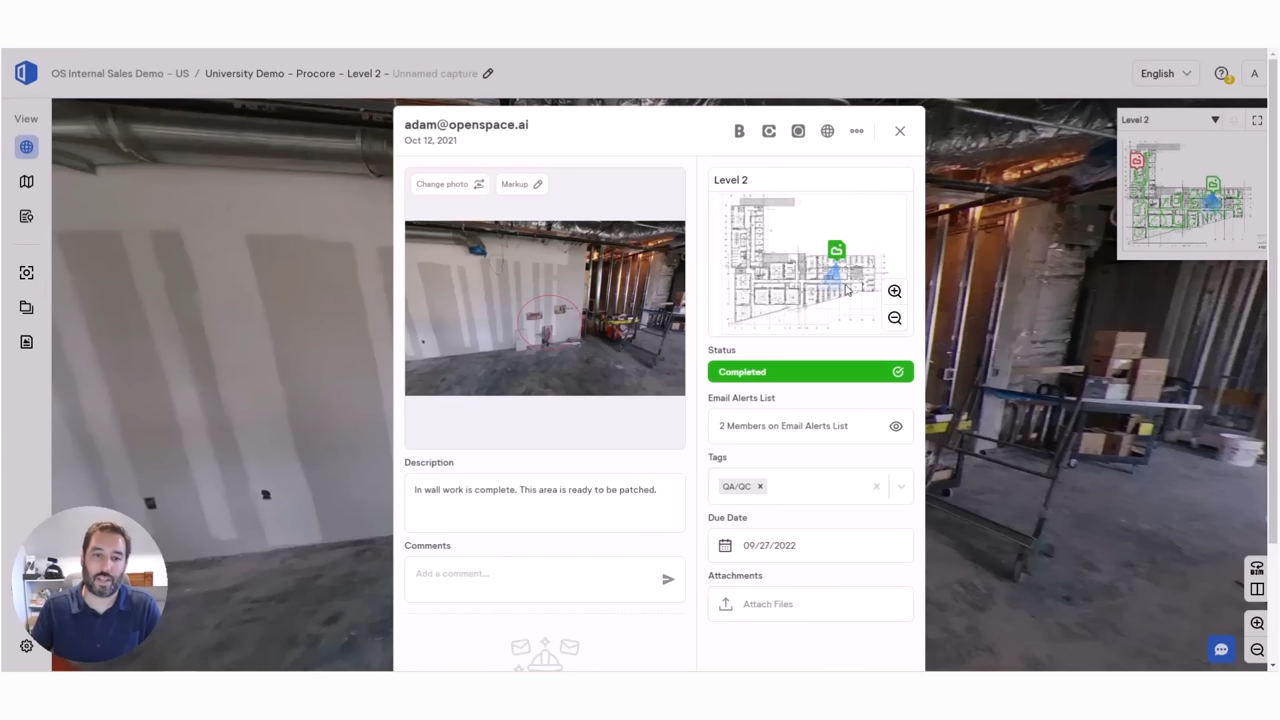 OS Internal Sales Demo – US / University Demo – Procore – Level 2 – Unnamed capture
English
A
View
adam@openspace.ai
Oct 12, 2021
B
Change photo
Markup
Description
In wall work is complete. This area is ready to be patched.
Comments
Add a comment...
Level 2
Status
Completed
Email Alerts List
2 Members on Email Alerts List
Tags
QA/QC
Due Date
09/27/2022
Attachments
Attach Files
Level 2